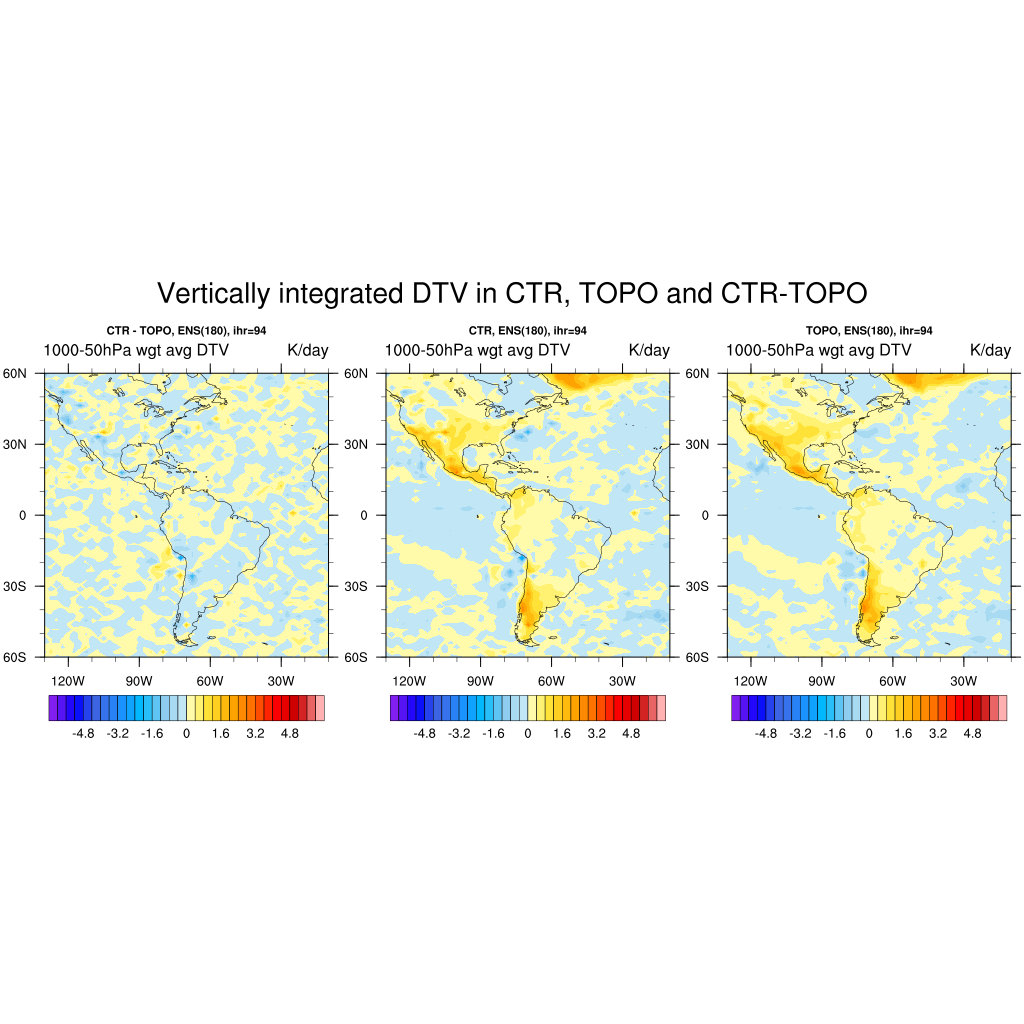 Vertically integrated DTV in CTR, TOPO and CTR-TOPO
CTR - TOPO, ENS(180), ihr=94
1000-50hPa wgt avg DTV K/day
60N
30N
0
30S
60S
120W 90W 60W 30W
-4.8 -3.2 -1.6 0 1.6 3.2 4.8
CTR, ENS(180), ihr=94
1000-50hPa wgt avg DTV K/day
60N
30N
0
30S
60S
120W 90W 60W 30W
-4.8 -3.2 -1.6 0 1.6 3.2 4.8
TOPO, ENS(180), ihr=94
1000-50hPa wgt avg DTV K/day
60N
30N
0
30S
60S
120W 90W 60W 30W
-4.8 -3.2 -1.6 0 1.6 3.2 4.8